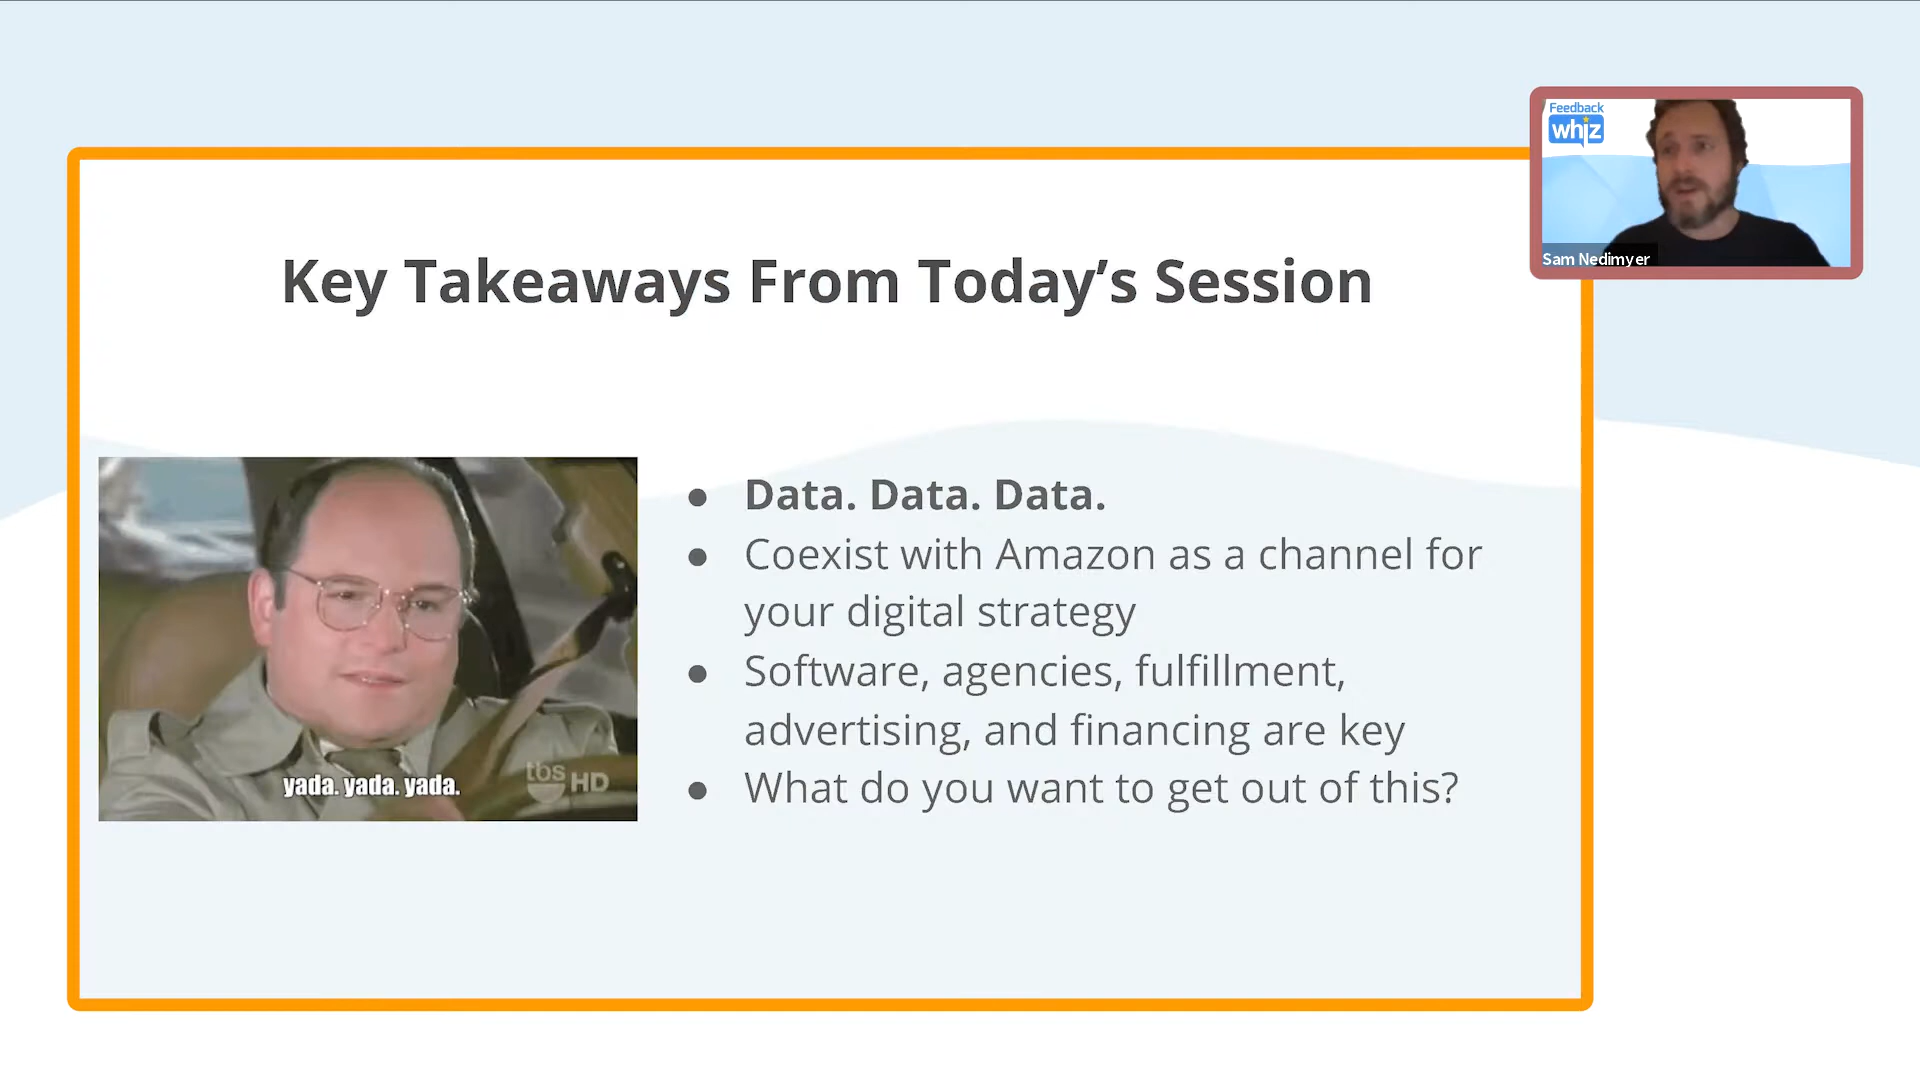 Feedback
whiz
Sam Nedimyer
Key Takeaways From Today’s Session
● Data. Data. Data.
● Coexist with Amazon as a channel for
your digital strategy
● Software, agencies, fulfillment,
advertising, and financing are key
● What do you want to get out of this?
yada. yada. yada.
tbs HD